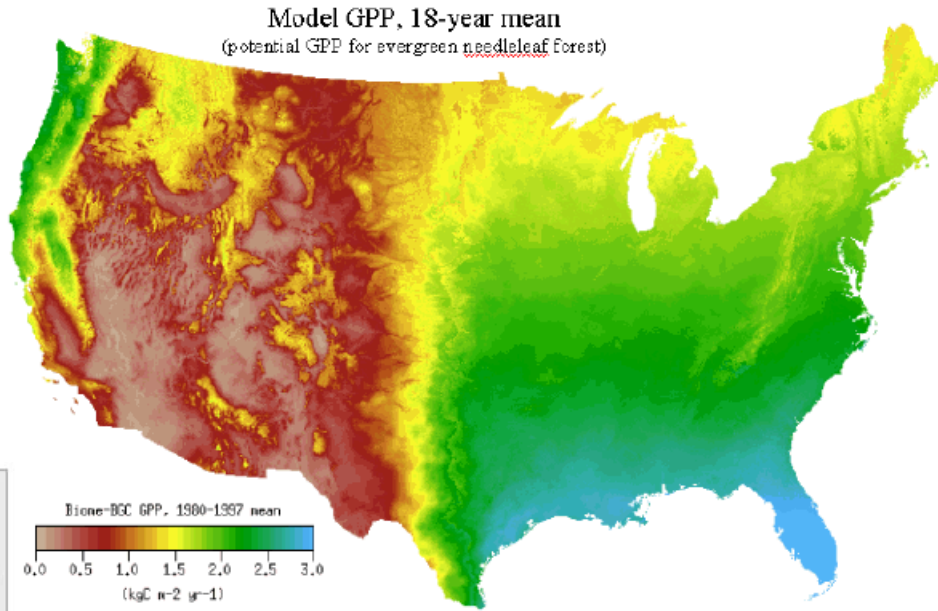 Model GPP, 18-year mean
(potential GPP for evergreen needleleaf forest)
Biome-BGC GPP, 1980-1997 mean
0.0 0.5 1.0 1.5 2.0 2.5 3.0
(kgC m-2 yr-1)